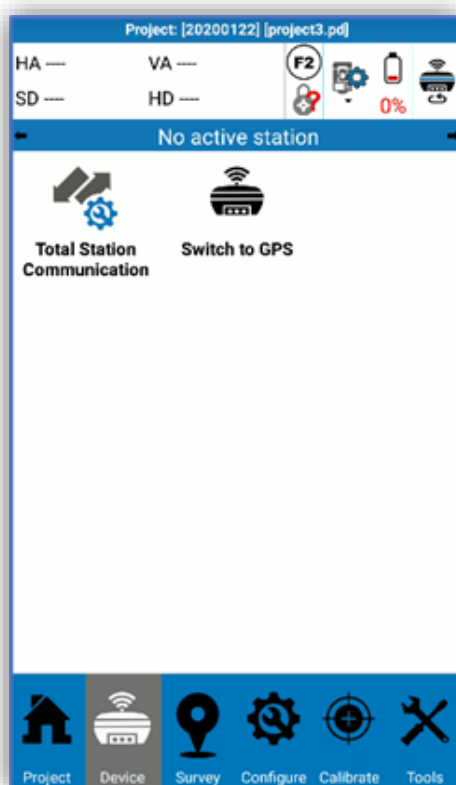 Project: [20200122] [project3.pd]
HA ---- VA ----
SD ---- HD ----
F2
0%
No active station
Total Station
Communication
Switch to GPS
Project Device Survey Configure Calibrate Tools